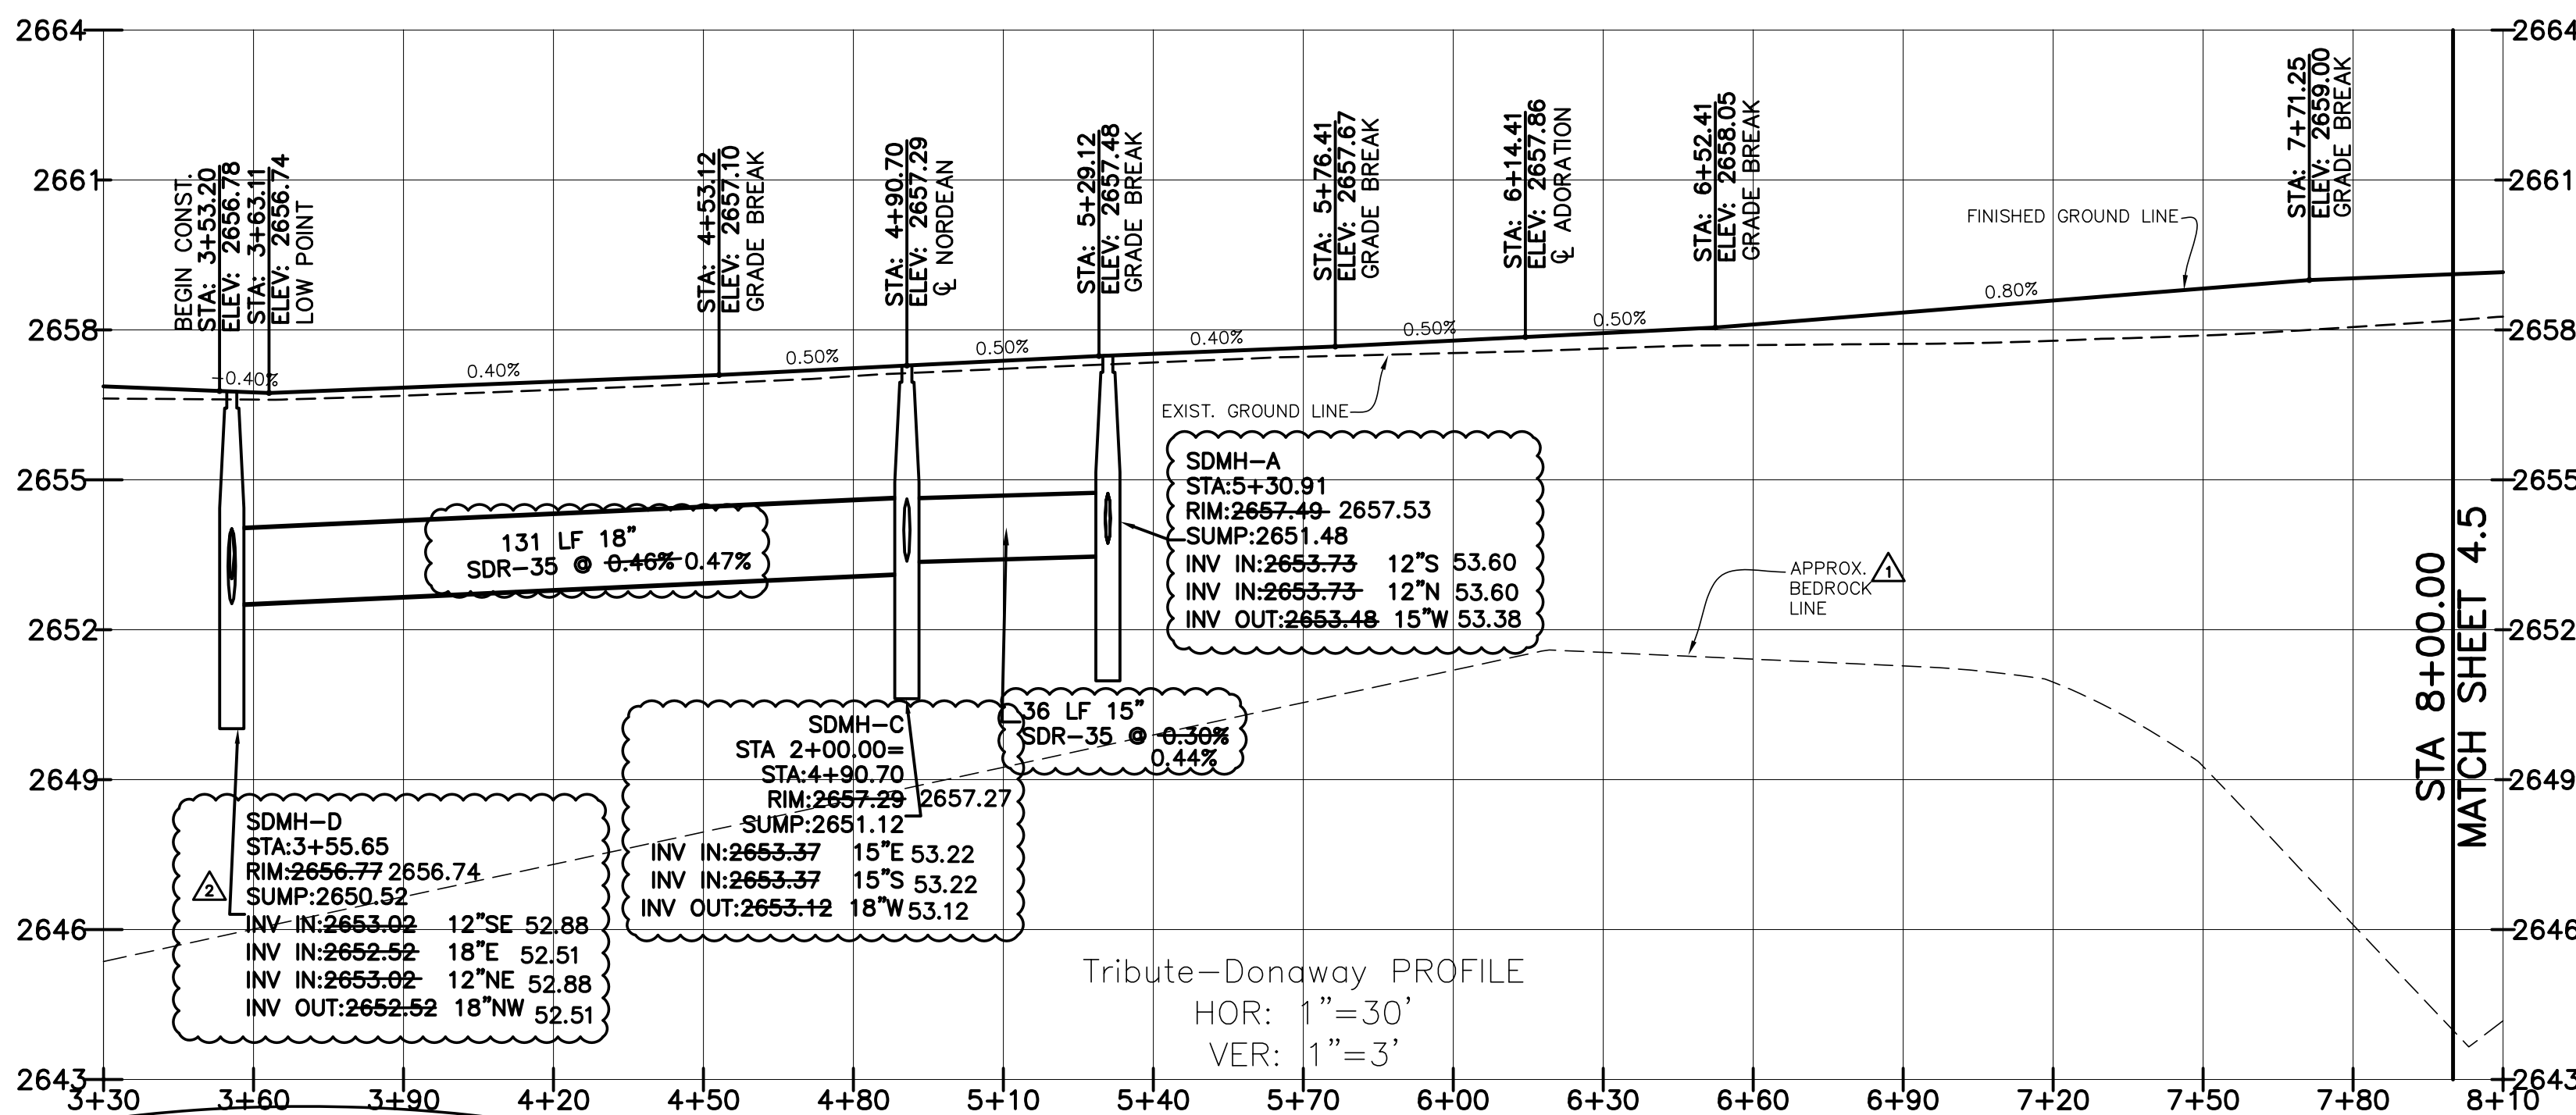 2664
2661
2658
2655
2652
2649
2646
2643
BEGIN CONST.
STA: 3+53.20
ELEV: 2656.78
STA: 3+63.11
ELEV: 2656.74
LOW POINT
STA: 4+53.12
ELEV: 2657.10
GRADE BREAK
STA: 4+90.70
ELEV: 2657.29
℄ NORDEAN
STA: 5+29.12
ELEV: 2657.48
GRADE BREAK
STA: 5+76.41
ELEV: 2657.67
GRADE BREAK
STA: 6+14.41
ELEV: 2657.86
℄ ADORATION
STA: 6+52.41
ELEV: 2658.05
GRADE BREAK
STA: 7+71.25
ELEV: 2659.00
GRADE BREAK
FINISHED GROUND LINE
-0.40%
0.40%
0.50%
0.50%
0.40%
0.50%
0.50%
0.80%
EXIST. GROUND LINE
131 LF 18"
SDR-35 @ 0.46% 0.47%
SDMH-A
STA:5+30.91
RIM:2657.49 2657.53
SUMP:2651.48
INV IN:2653.73 12"S 53.60
INV IN:2653.73 12"N 53.60
INV OUT:2653.48 15"W 53.38
APPROX.
BEDROCK
LINE
1
36 LF 15"
SDR-35 @ 0.30%
0.44%
SDMH-C
STA 2+00.00=
STA:4+90.70
RIM:2657.29 2657.27
SUMP:2651.12
INV IN:2653.37 15"E 53.22
INV IN:2653.37 15"S 53.22
INV OUT:2653.12 18"W 53.12
SDMH-D
STA:3+55.65
RIM:2656.77 2656.74
2
SUMP:2650.52
INV IN:2653.02 12"SE 52.88
INV IN:2652.52 18"E 52.51
INV IN:2653.02 12"NE 52.88
INV OUT:2652.52 18"NW 52.51
STA 8+00.00
MATCH SHEET 4.5
Tribute-Donaway PROFILE
HOR: 1"=30'
VER: 1"=3'
2664
2661
2658
2655
2652
2649
2646
2643
3+30 3+60 3+90 4+20 4+50 4+80 5+10 5+40 5+70 6+00 6+30 6+60 6+90 7+20 7+50 7+80 8+10